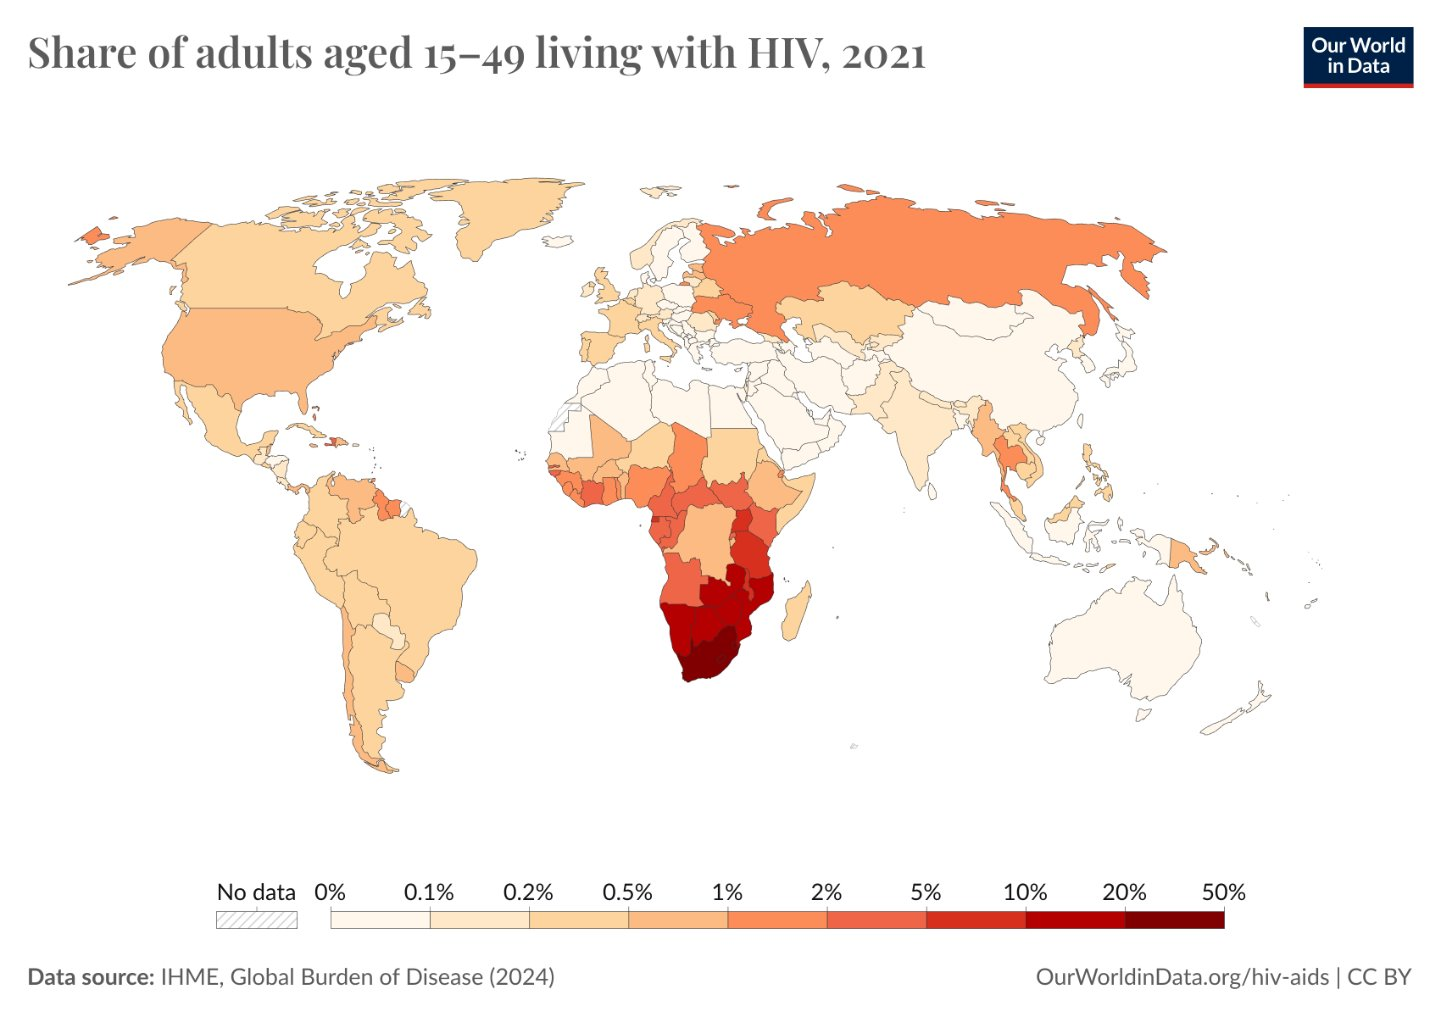 Share of adults aged 15–49 living with HIV, 2021
Our World
in Data
No data 0% 0.1% 0.2% 0.5% 1% 2% 5% 10% 20% 50%
Data source: IHME, Global Burden of Disease (2024)
OurWorldinData.org/hiv-aids | CC BY